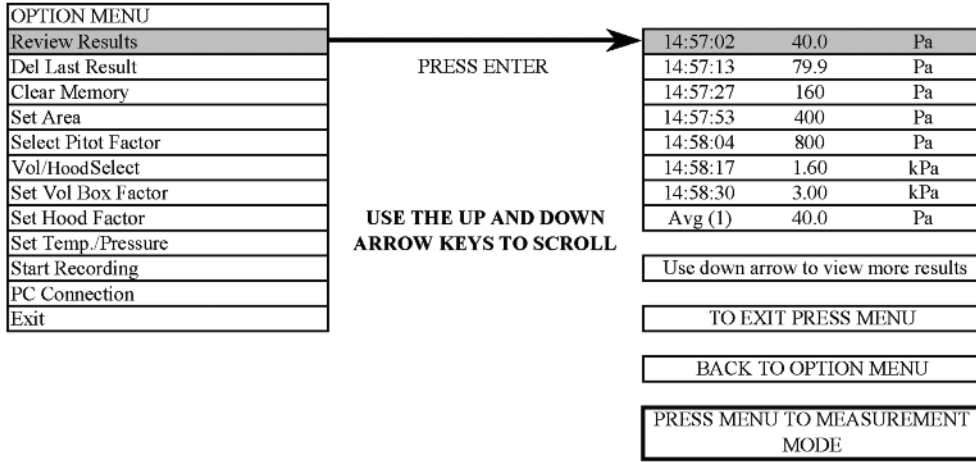 OPTION MENU
Review Results
Del Last Result
Clear Memory
Set Area
Select Pitot Factor
Vol/HoodSelect
Set Vol Box Factor
Set Hood Factor
Set Temp./Pressure
Start Recording
PC Connection
Exit
PRESS ENTER
USE THE UP AND DOWN
ARROW KEYS TO SCROLL
14:57:02 40.0 Pa
14:57:13 79.9 Pa
14:57:27 160 Pa
14:57:53 400 Pa
14:58:04 800 Pa
14:58:17 1.60 kPa
14:58:30 3.00 kPa
Avg (1) 40.0 Pa
Use down arrow to view more results
TO EXIT PRESS MENU
BACK TO OPTION MENU
PRESS MENU TO MEASUREMENT
MODE